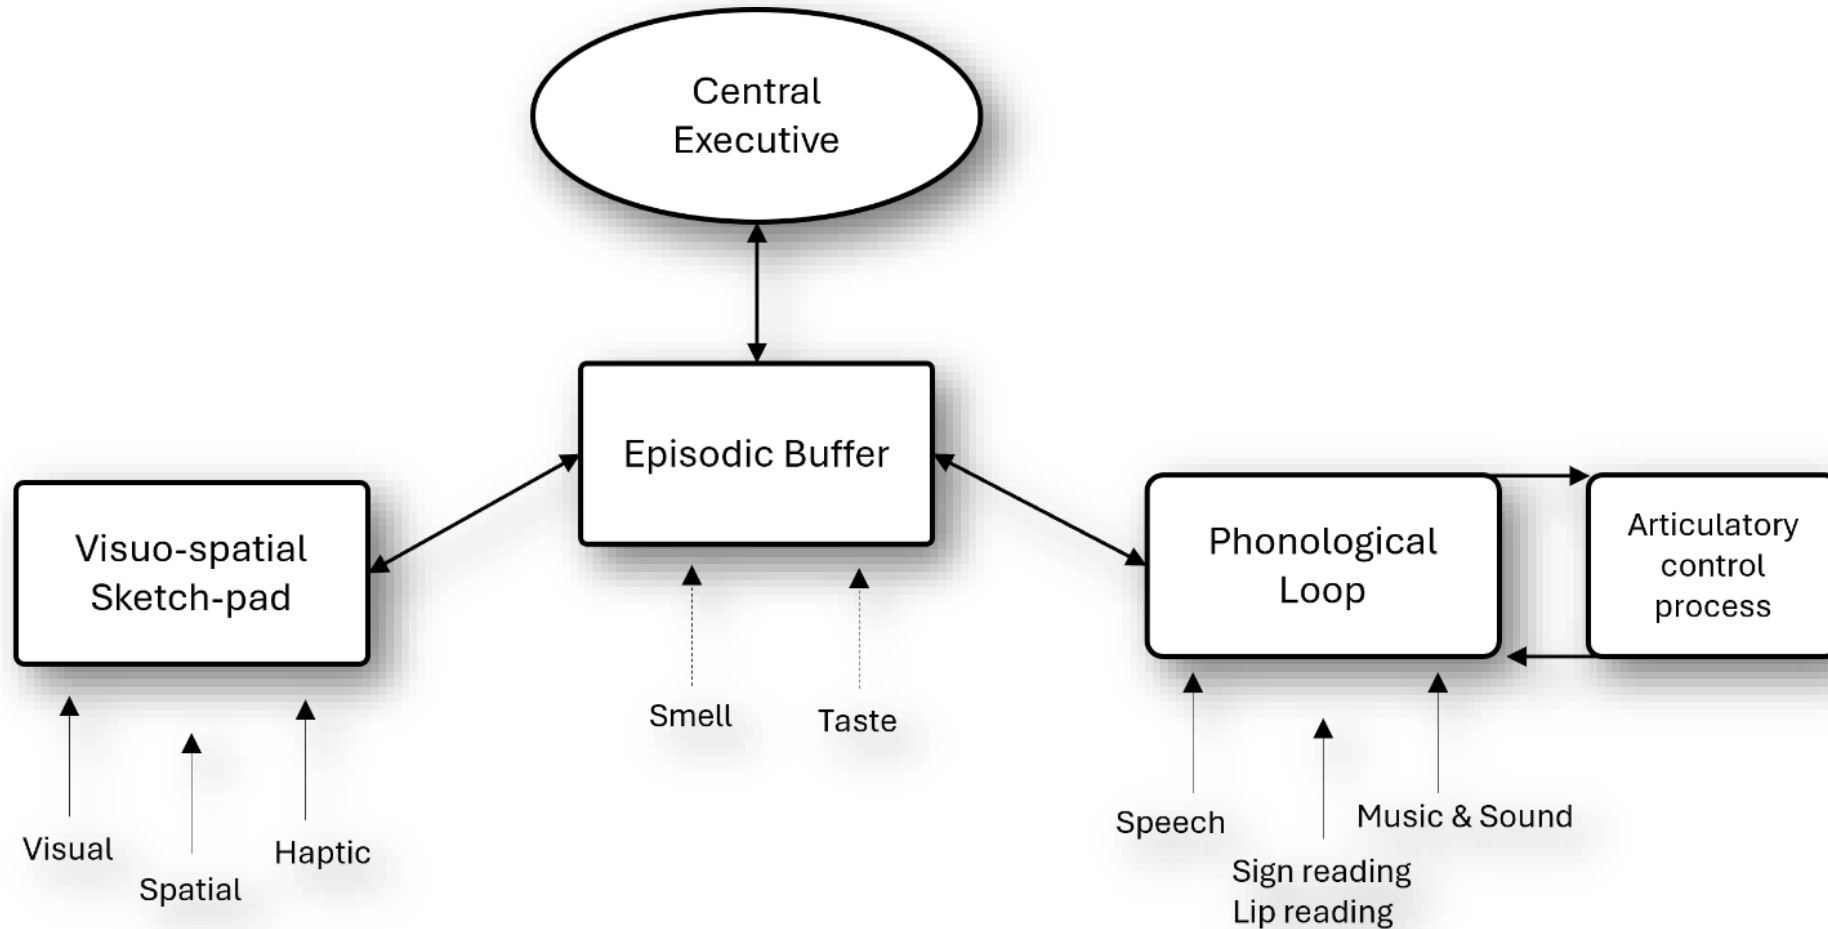 Central
Executive
Episodic Buffer
Visuo-spatial
Sketch-pad
Phonological
Loop
Articulatory
control
process
Smell
Taste
Visual
Spatial
Haptic
Speech
Music & Sound
Sign reading
Lip reading